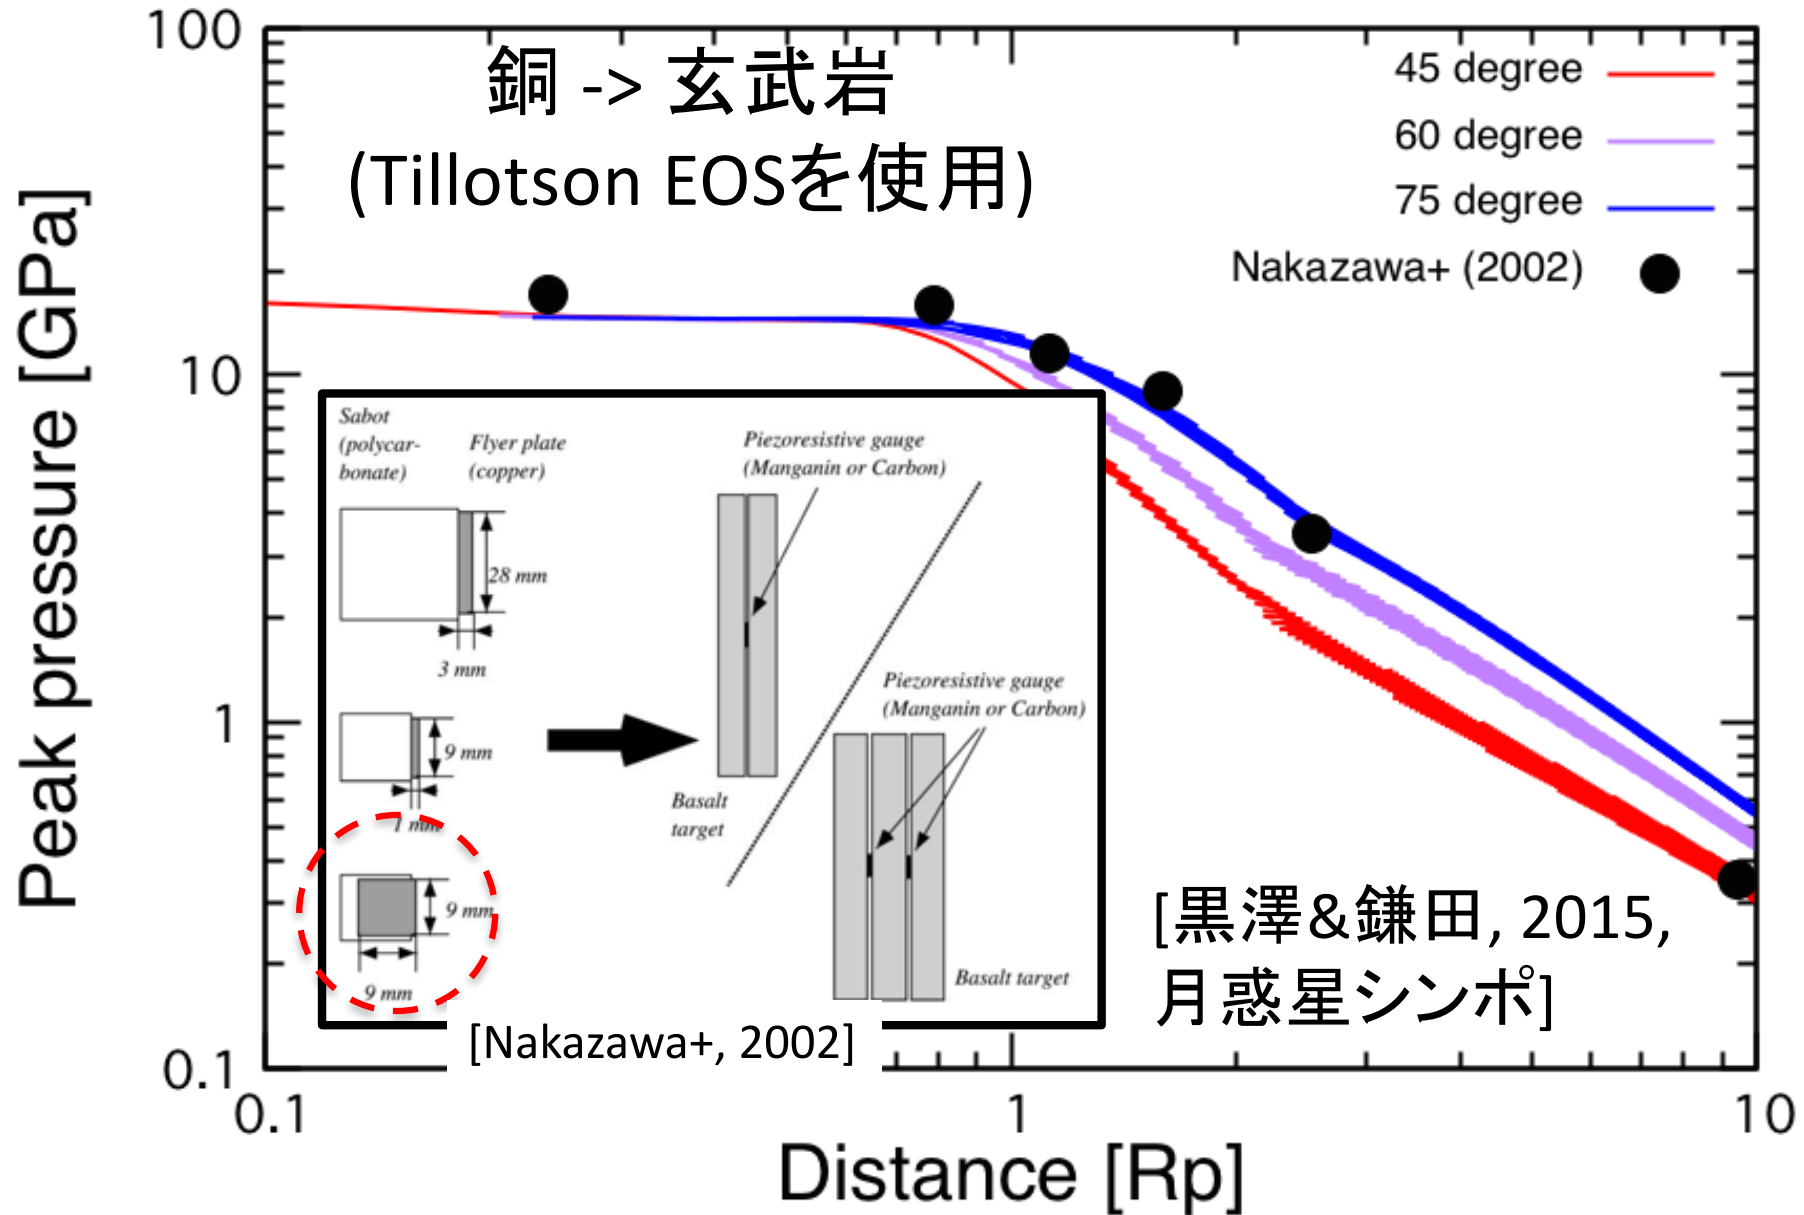 100
10
1
0.1
0.1
1
10
Peak pressure [GPa]
Distance [Rp]
銅 -> 玄武岩
(Tillotson EOSを使用)
45 degree
60 degree
75 degree
Nakazawa+ (2002)
Sabot
(polycar-
bonate)
Flyer plate
(copper)
Piezoresistive gauge
(Manganin or Carbon)
28 mm
3 mm
9 mm
1 mm
9 mm
9 mm
Basalt
target
Piezoresistive gauge
(Manganin or Carbon)
Basalt target
[Nakazawa+, 2002]
[黒澤&鎌田, 2015,
月惑星シンポ]